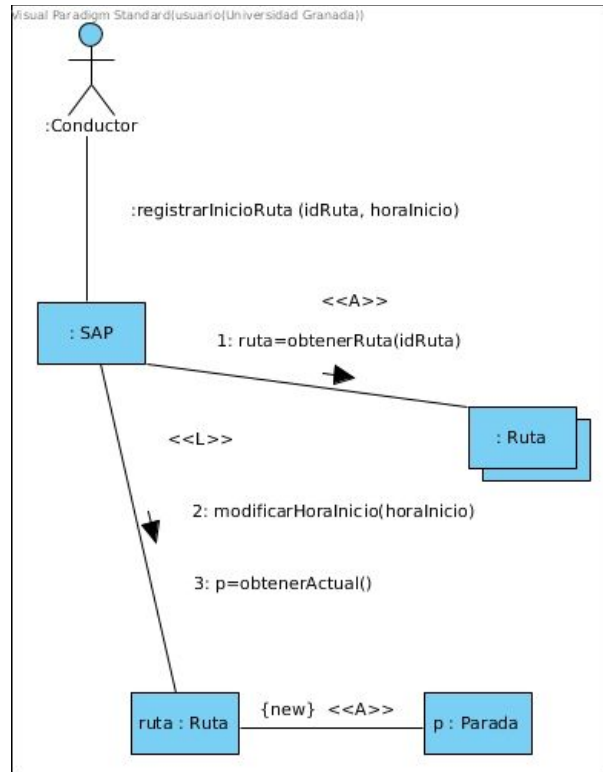 Visual Paradigm Standard(usuario(Universidad Granada))
:Conductor
:registrarInicioRuta (idRuta, horaInicio)
<<A>>
: SAP
1: ruta=obtenerRuta(idRuta)
: Ruta
<<L>>
2: modificarHoraInicio(horaInicio)
3: p=obtenerActual()
{new} <<A>>
ruta : Ruta
p : Parada